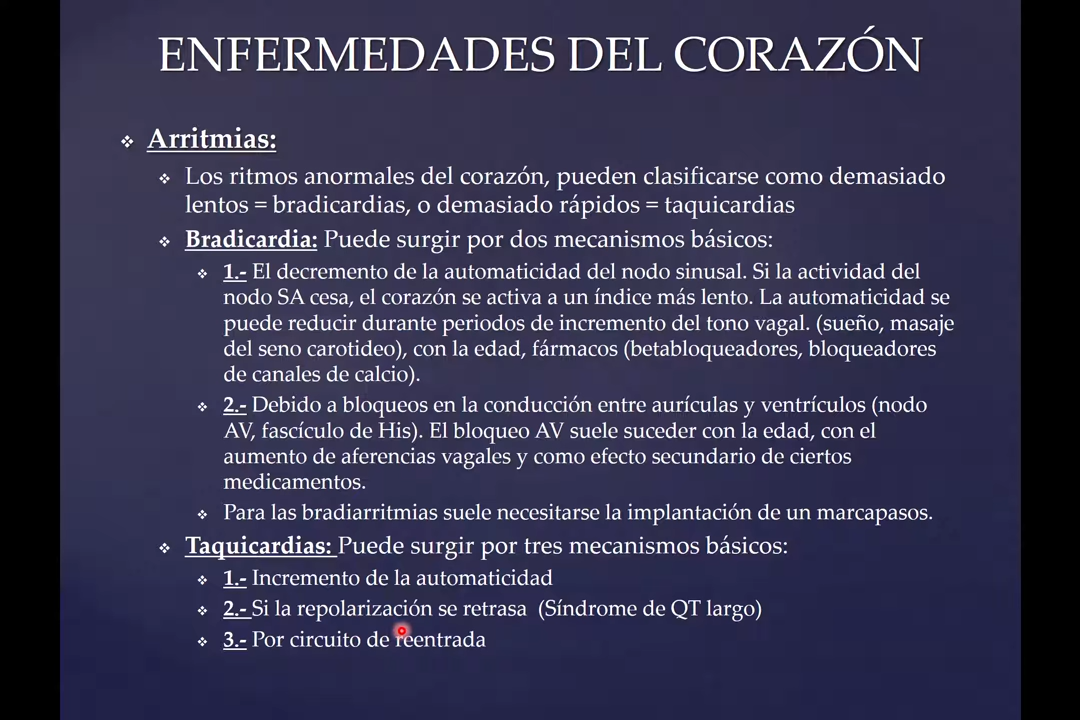 ENFERMEDADES DEL CORAZÓN
Arritmias:
Los ritmos anormales del corazón, pueden clasificarse como demasiado
lentos = bradicardias, o demasiado rápidos = taquicardias
Bradicardia: Puede surgir por dos mecanismos básicos:
1.- El decremento de la automaticidad del nodo sinusal. Si la actividad del
nodo SA cesa, el corazón se activa a un índice más lento. La automaticidad se
puede reducir durante periodos de incremento del tono vagal. (sueño, masaje
del seno carotideo), con la edad, fármacos (betabloqueadores, bloqueadores
de canales de calcio).
2.- Debido a bloqueos en la conducción entre aurículas y ventrículos (nodo
AV, fascículo de His). El bloqueo AV suele suceder con la edad, con el
aumento de aferencias vagales y como efecto secundario de ciertos
medicamentos.
Para las bradiarritmias suele necesitarse la implantación de un marcapasos.
Taquicardias: Puede surgir por tres mecanismos básicos:
1.- Incremento de la automaticidad
2.- Si la repolarización se retrasa (Síndrome de QT largo)
3.- Por circuito de reentrada